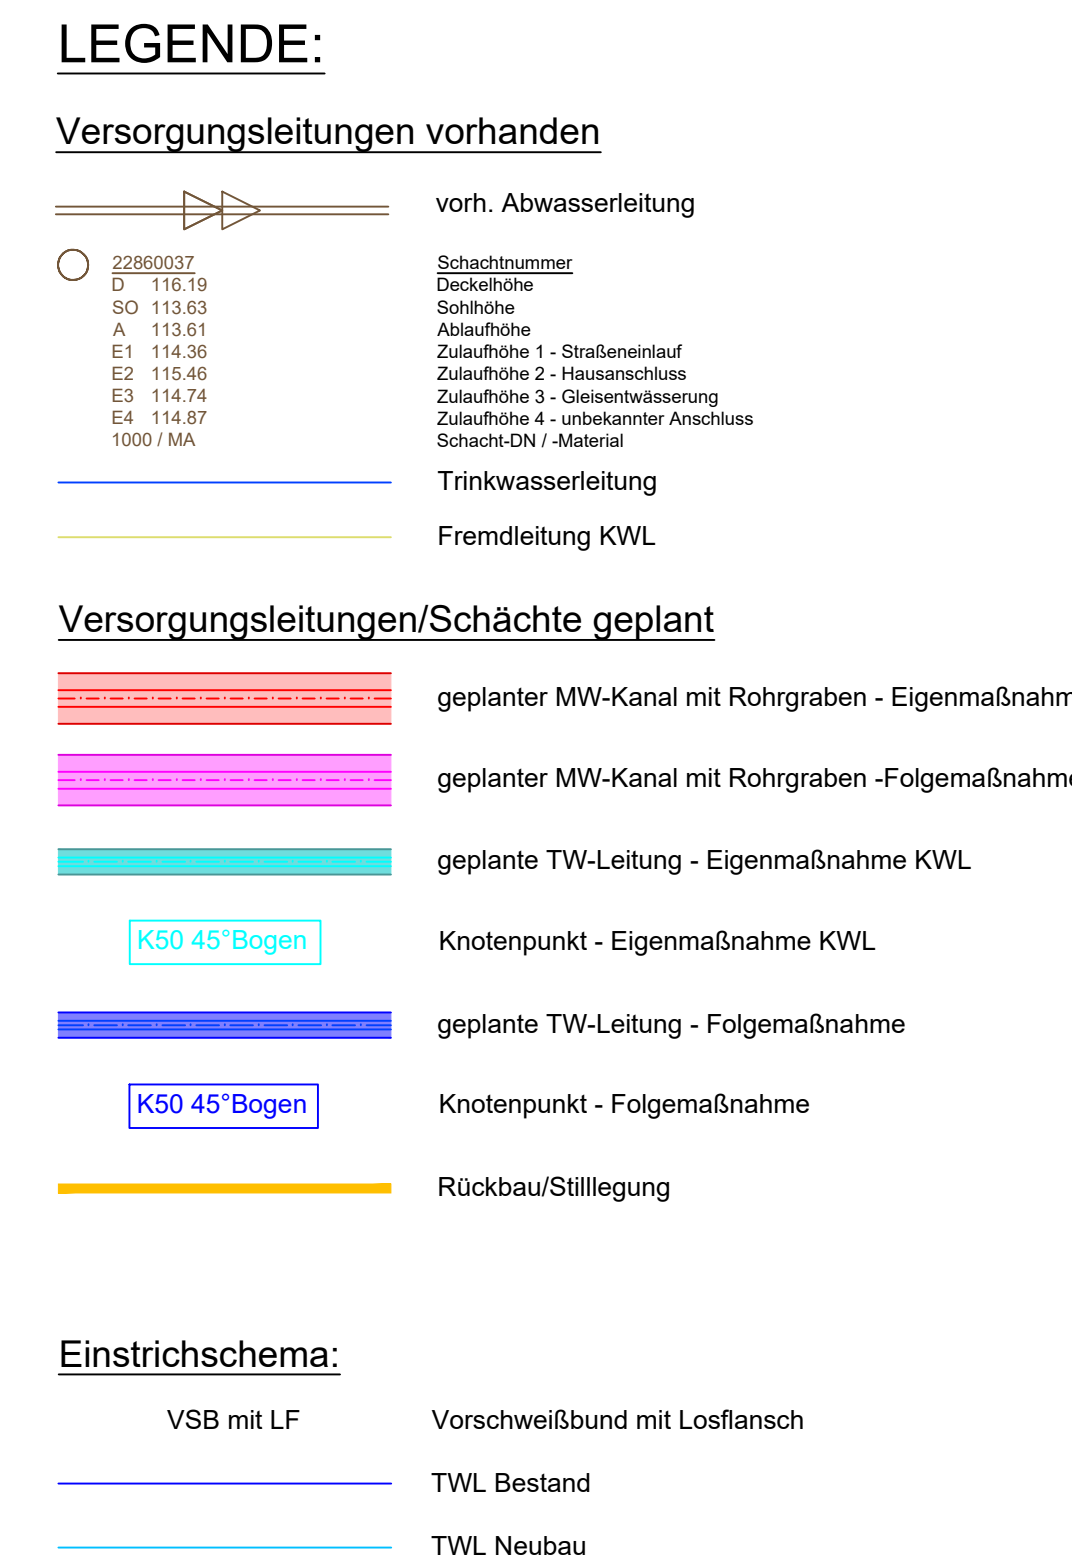 LEGENDE:
Versorgungsleitungen vorhanden
vorh. Abwasserleitung
22860037 Schachtnummer
D 116.19 Deckelhöhe
SO 113.63 Sohlhöhe
A 113.61 Ablaufhöhe
E1 114.36 Zulaufhöhe 1 - Straßeneinlauf
E2 115.46 Zulaufhöhe 2 - Hausanschluss
E3 114.74 Zulaufhöhe 3 - Gleisentwässerung
E4 114.87 Zulaufhöhe 4 - unbekannter Anschluss
1000 / MA Schacht-DN / -Material
Trinkwasserleitung
Fremdleitung KWL
Versorgungsleitungen/Schächte geplant
geplanter MW-Kanal mit Rohrgraben - Eigenmaßnahm
geplanter MW-Kanal mit Rohrgraben -Folgemaßnahme
geplante TW-Leitung - Eigenmaßnahme KWL
K50 45°Bogen Knotenpunkt - Eigenmaßnahme KWL
geplante TW-Leitung - Folgemaßnahme
K50 45°Bogen Knotenpunkt - Folgemaßnahme
Rückbau/Stilllegung
Einstrichschema:
VSB mit LF Vorschweißbund mit Losflansch
TWL Bestand
TWL Neubau